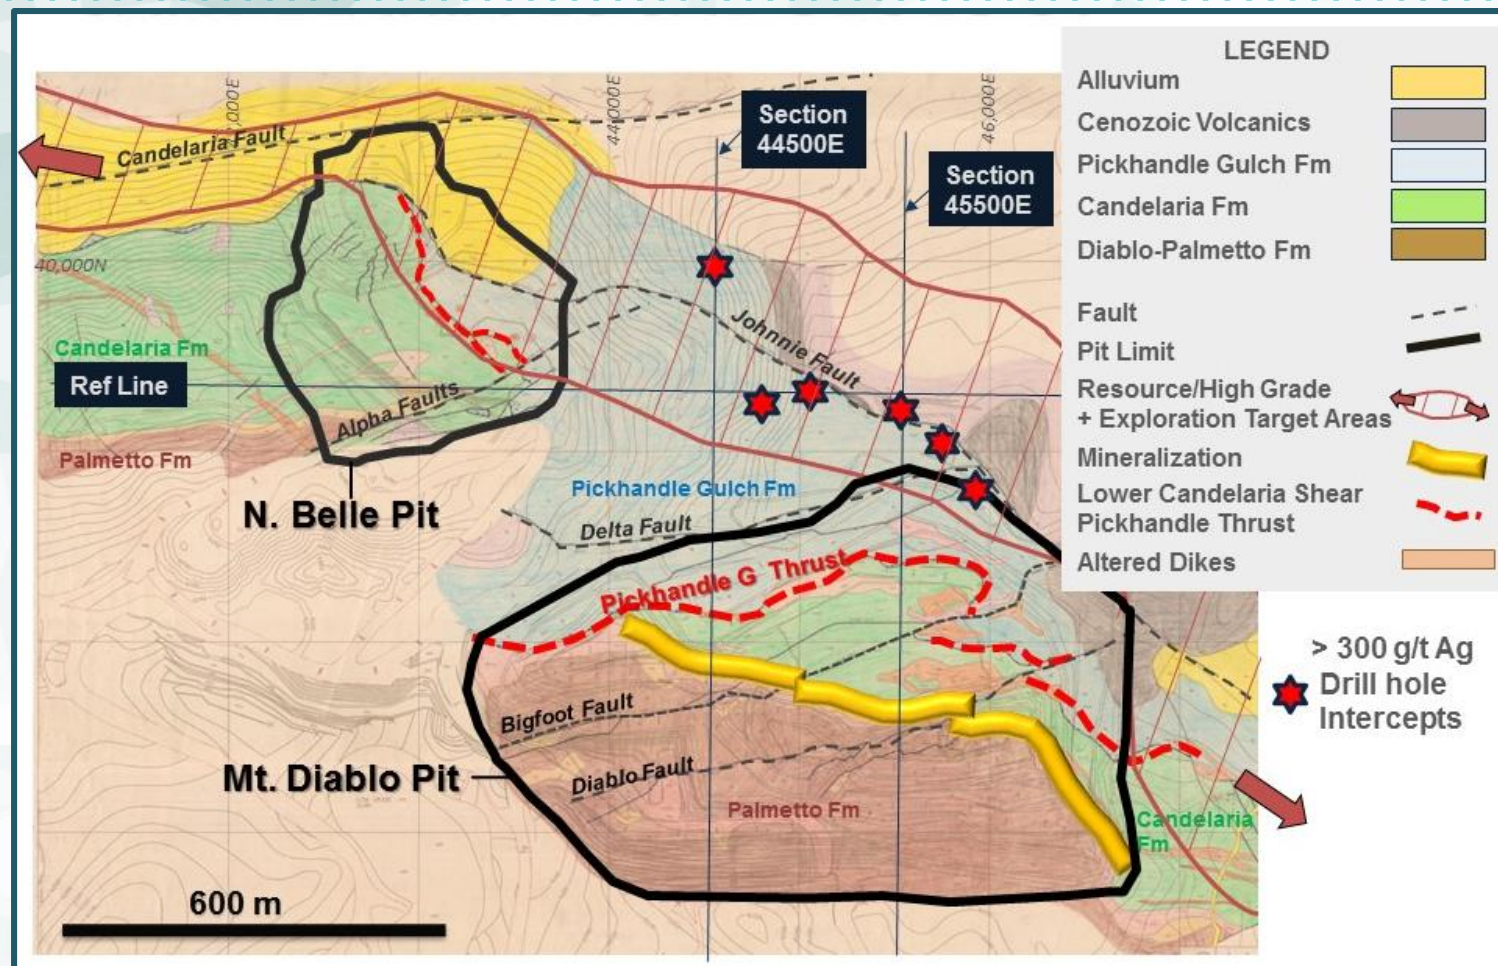 LEGEND
Alluvium
Cenozoic Volcanics
Pickhandle Gulch Fm
Candelaria Fm
Diablo-Palmetto Fm
Fault
Pit Limit
Resource/High Grade
+ Exploration Target Areas
Mineralization
Lower Candelaria Shear
Pickhandle Thrust
Altered Dikes
> 300 g/t Ag
Drill hole
Intercepts
44,000E
46,000E
Section
44500E
Section
45500E
Candelaria Fault
40,000N
Johnnie Fault
Candelaria Fm
Ref Line
Alpha Faults
Palmetto Fm
N. Belle Pit
Pickhandle Gulch Fm
Delta Fault
Pickhandle G Thrust
Bigfoot Fault
Mt. Diablo Pit
Diablo Fault
Palmetto Fm
Candelaria
Fm
600 m